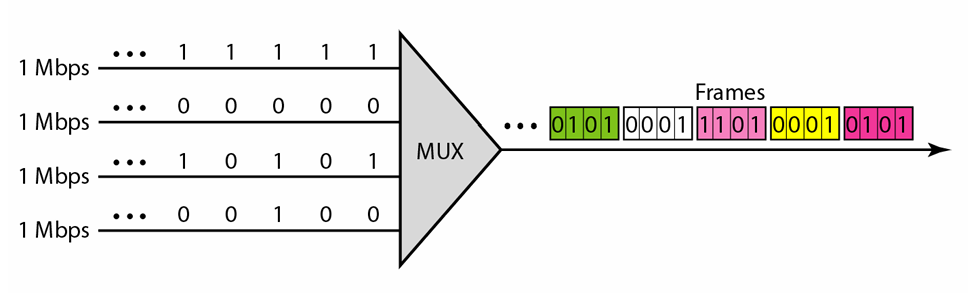 1 Mbps ••• 1 1 1 1 1
1 Mbps ••• 0 0 0 0 0
1 Mbps ••• 1 0 1 0 1
1 Mbps ••• 0 0 1 0 0
MUX
Frames
••• 0101 0001 1101 0001 0101